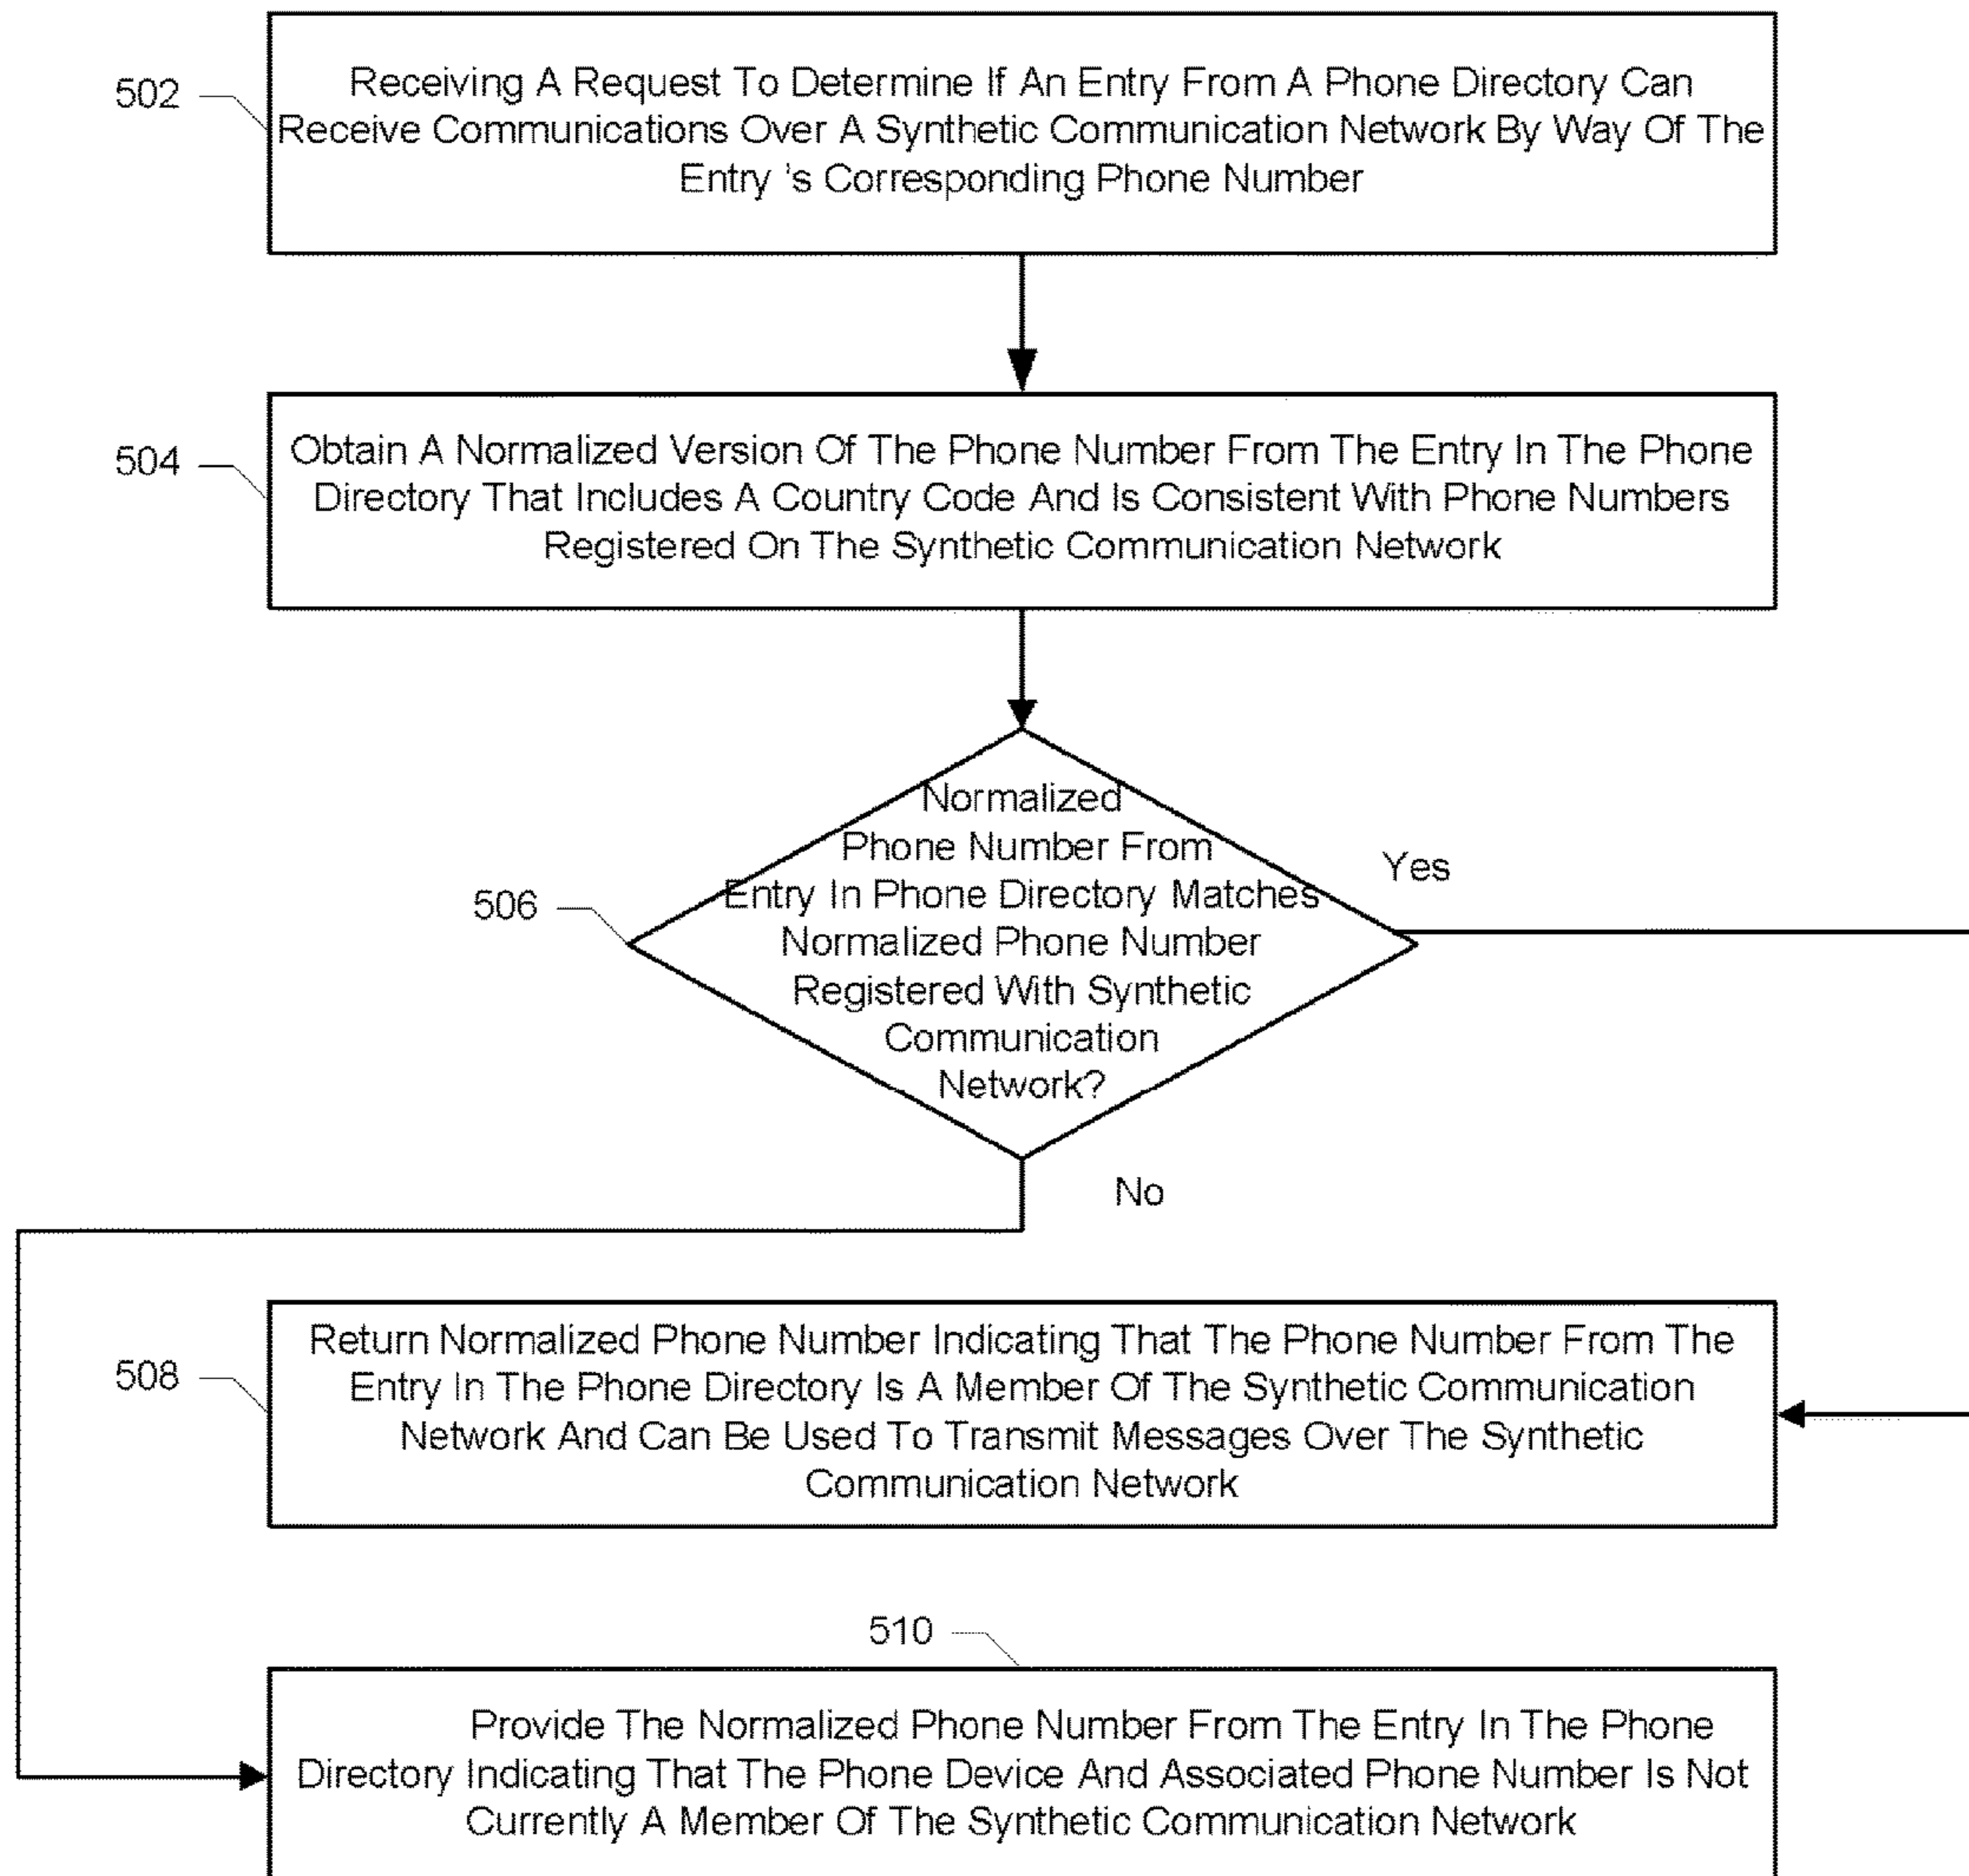 502
Receiving A Request To Determine If An Entry From A Phone Directory Can
Receive Communications Over A Synthetic Communication Network By Way Of The
Entry 's Corresponding Phone Number
504
Obtain A Normalized Version Of The Phone Number From The Entry In The Phone
Directory That Includes A Country Code And Is Consistent With Phone Numbers
Registered On The Synthetic Communication Network
506
Normalized
Phone Number From
Entry In Phone Directory Matches
Normalized Phone Number
Registered With Synthetic
Communication
Network?
Yes
No
508
Return Normalized Phone Number Indicating That The Phone Number From The
Entry In The Phone Directory Is A Member Of The Synthetic Communication
Network And Can Be Used To Transmit Messages Over The Synthetic
Communication Network
510
Provide The Normalized Phone Number From The Entry In The Phone
Directory Indicating That The Phone Device And Associated Phone Number Is Not
Currently A Member Of The Synthetic Communication Network